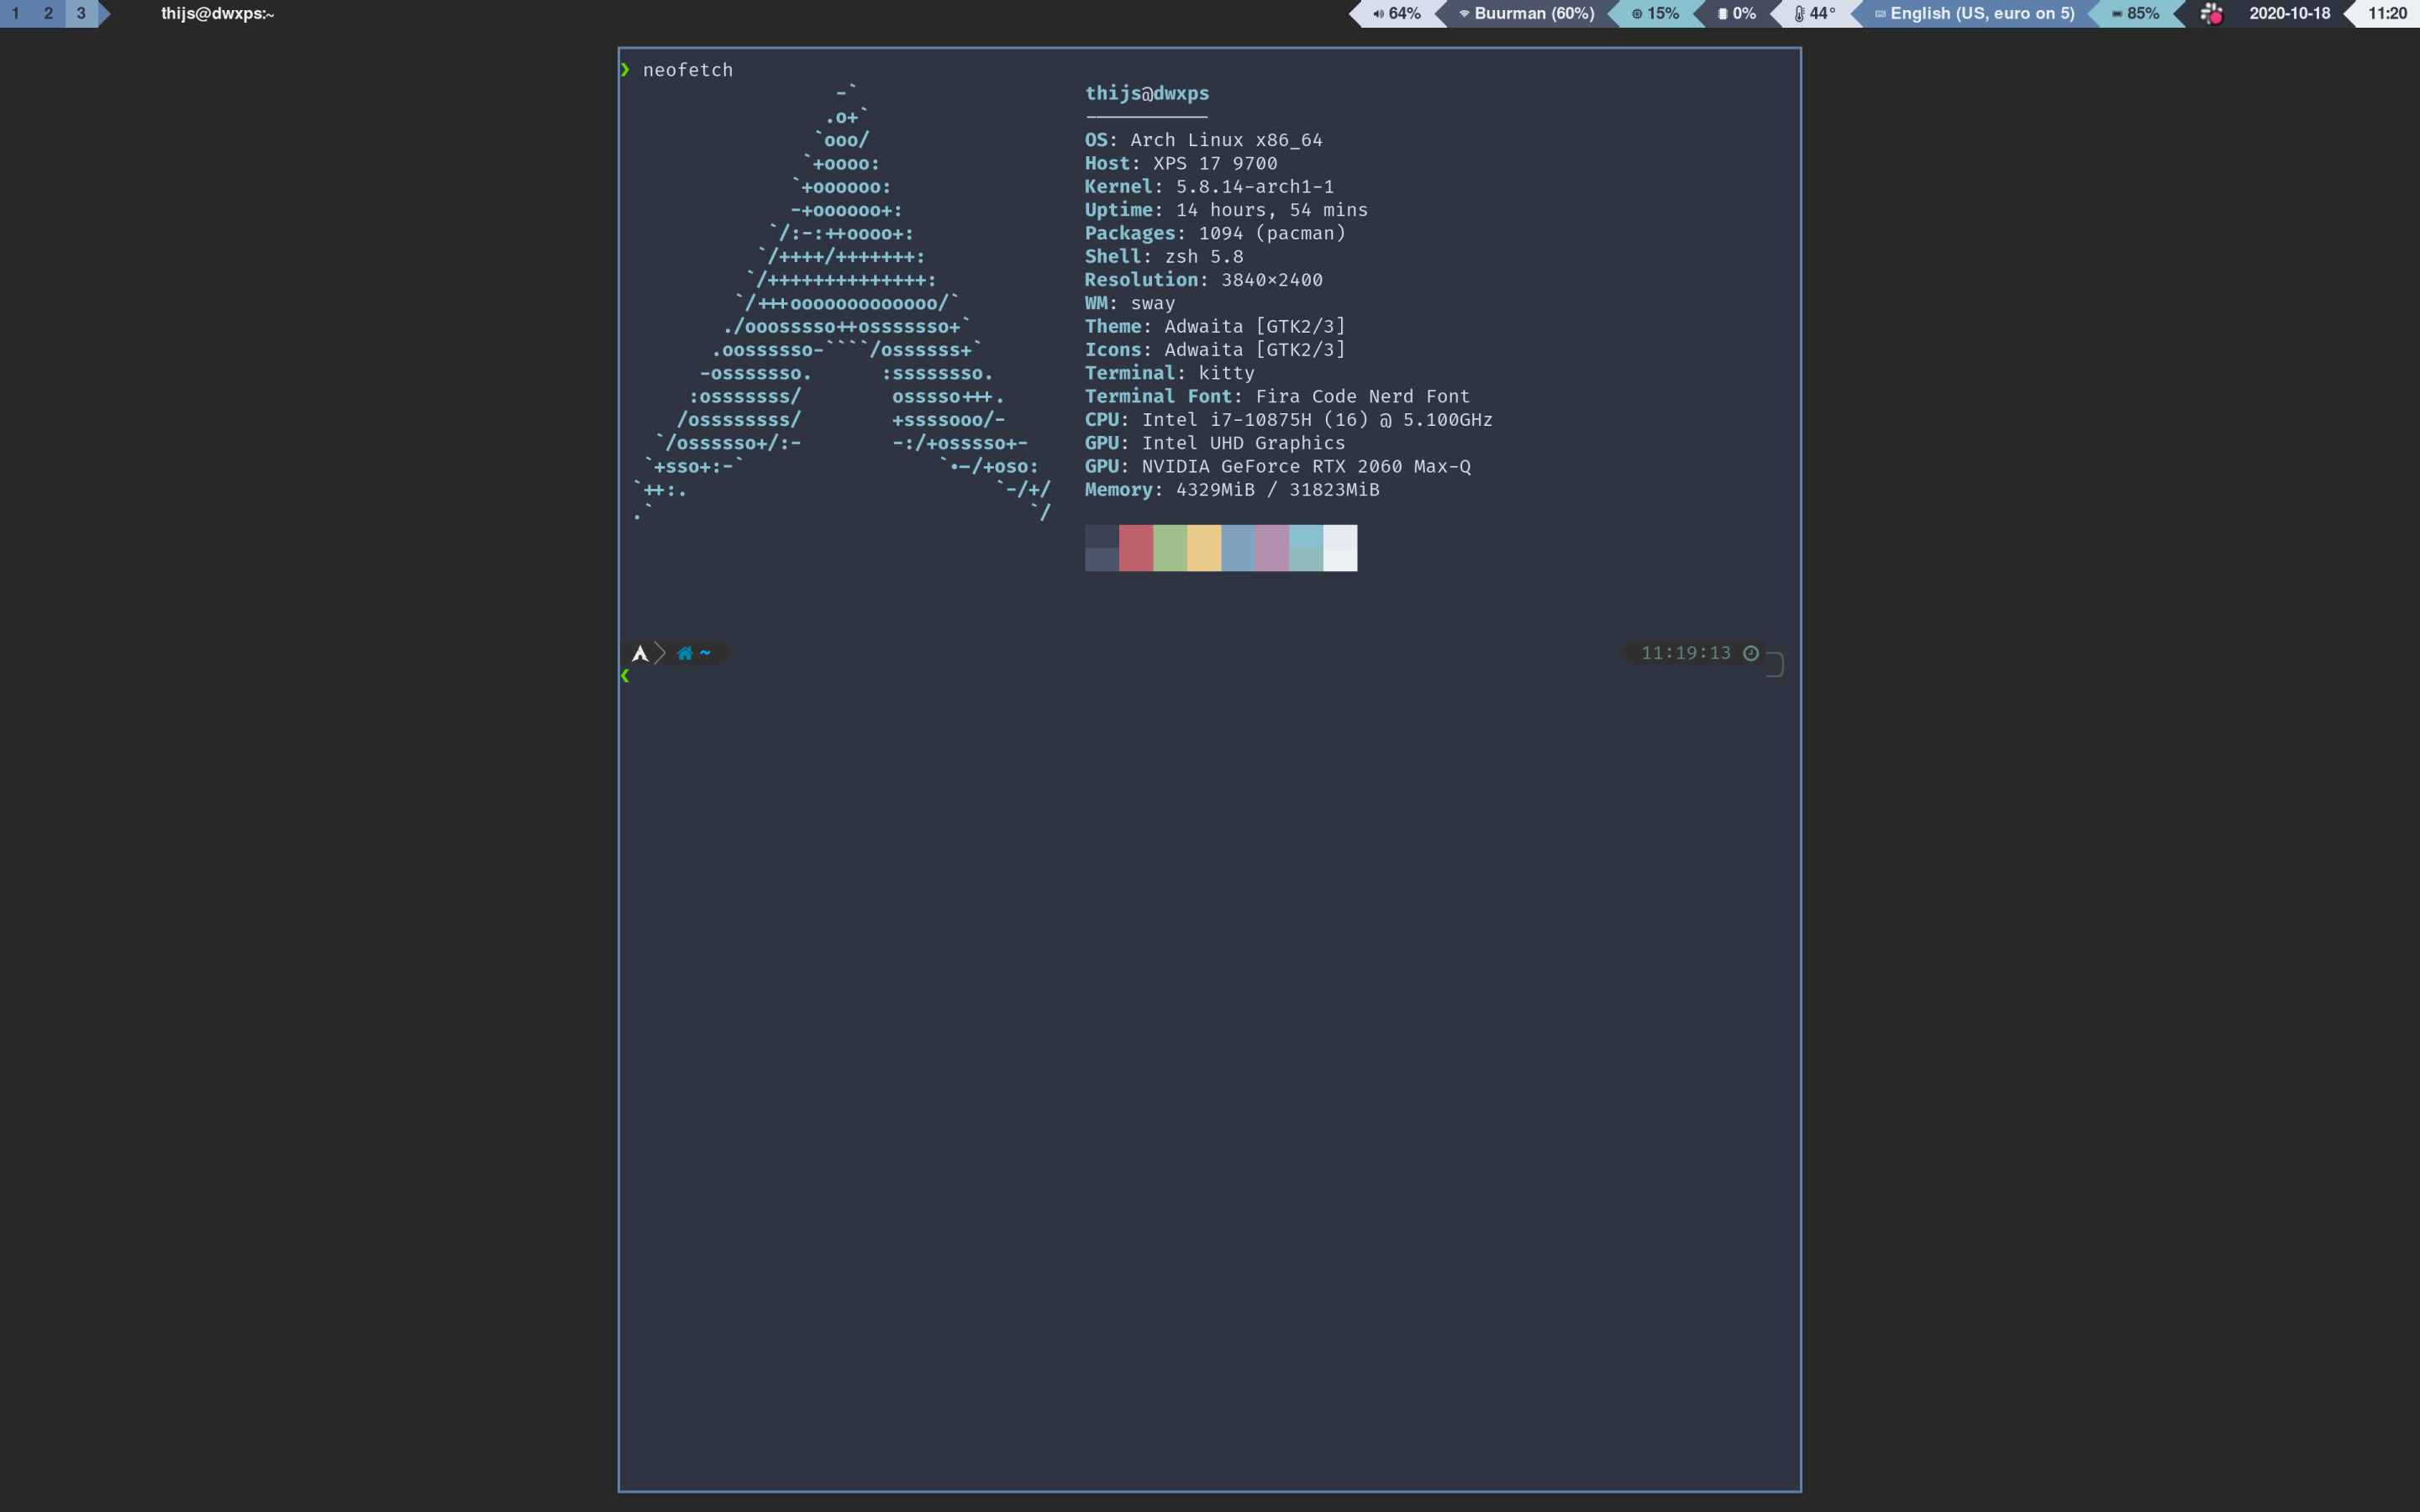 1 2 3 thijs@dwxps:~ 64% Buurman (60%) 15% 0% 44° English (US, euro on 5) 85% 2020-10-18 11:20
❯ neofetch
-` thijs@dwxps
.o+` -----------
`ooo/ OS: Arch Linux x86_64
`+oooo: Host: XPS 17 9700
`+oooooo: Kernel: 5.8.14-arch1-1
-+oooooo+: Uptime: 14 hours, 54 mins
`/:-:++oooo+: Packages: 1094 (pacman)
`/++++/+++++++: Shell: zsh 5.8
`/++++++++++++++: Resolution: 3840×2400
`/+++ooooooooooooo/` WM: sway
./ooosssso++osssssso+` Theme: Adwaita [GTK2/3]
.oossssso-````/ossssss+` Icons: Adwaita [GTK2/3]
-osssssso. :ssssssso. Terminal: kitty
:osssssss/ osssso+++. Terminal Font: Fira Code Nerd Font
/ossssssss/ +ssssooo/- CPU: Intel i7-10875H (16) @ 5.100GHz
`/ossssso+/:- -:/+osssso+- GPU: Intel UHD Graphics
`+sso+:-` `.-/+oso: GPU: NVIDIA GeForce RTX 2060 Max-Q
`++:. `-/+/ Memory: 4329MiB / 31823MiB
.` `/
~ 11:19:13
❮